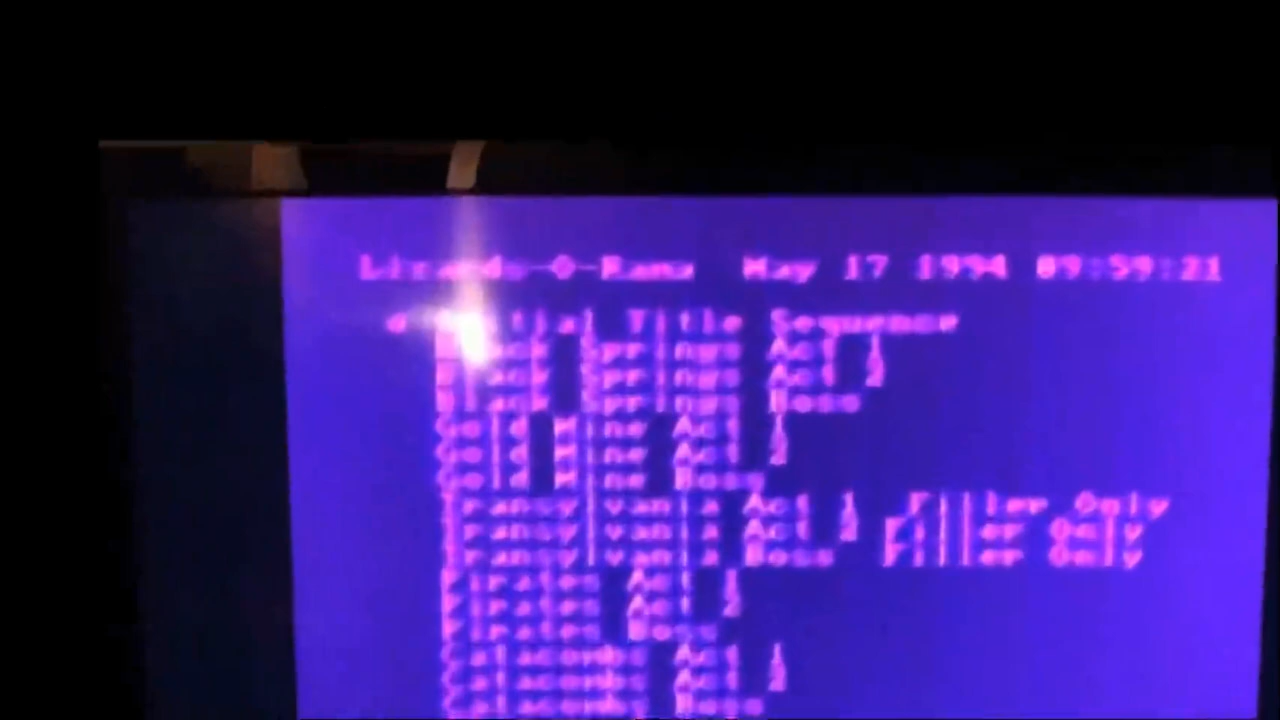 May 17 1994 09:59:21
Title Sequence
Springs Act 1
Springs Act 2
Springs Boss
Gold Mine Act 1
Gold Mine Act 2
Gold Mine Boss
Transylvania Act 1 Filler Only
Transylvania Act 2 Filler Only
Transylvania Boss Filler Only
Pirates Act 1
Pirates Act 2
Pirates Boss
Catacombs Act 1
Catacombs Act 2
Catacombs Boss